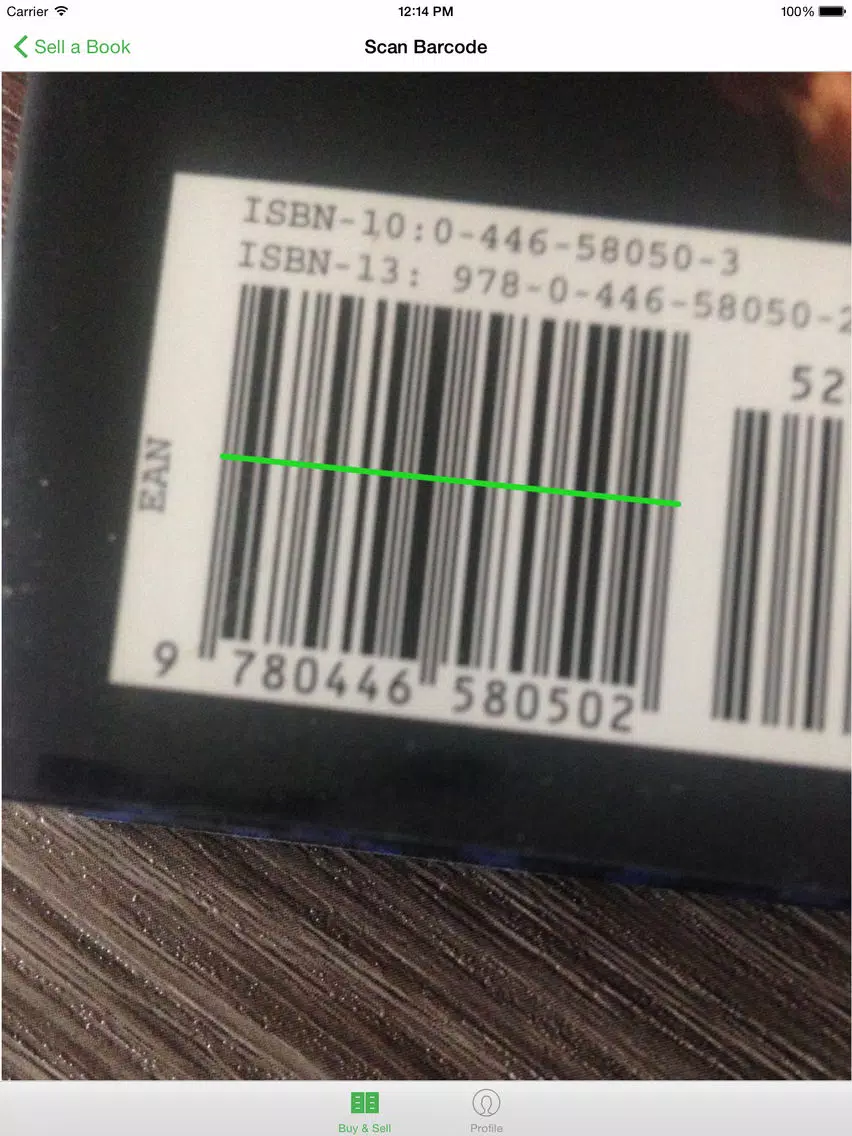 Carrier 12:14 PM 100%
Sell a Book Scan Barcode
ISBN-10:0-446-58050-3
ISBN-13: 978-0-446-58050-2
52
EAN
9 780446 580502
Buy & Sell Profile